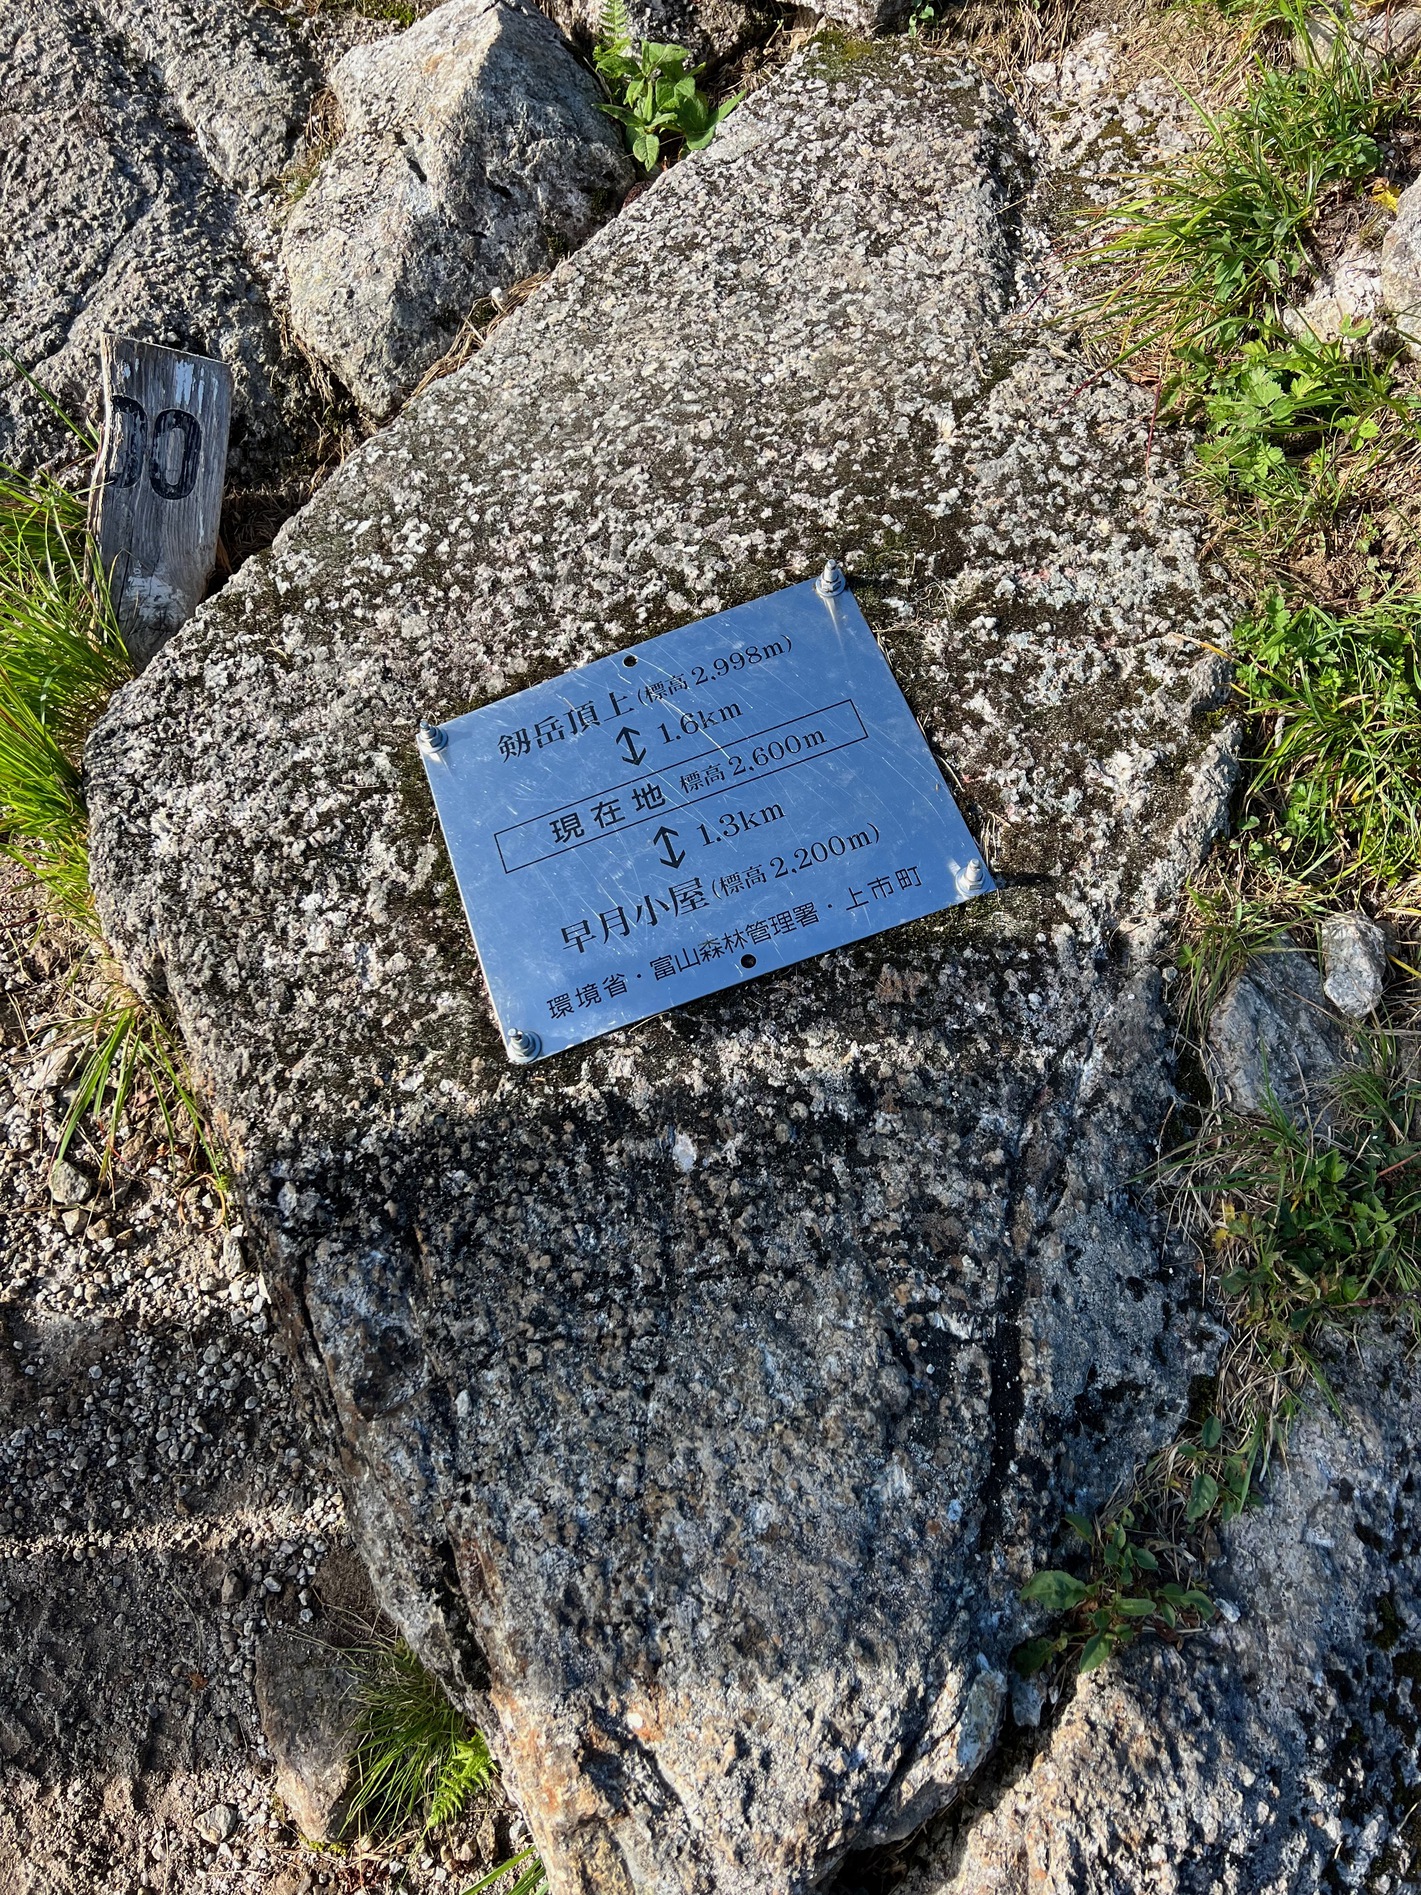 00
剱岳頂上(標高2,998m)
↕ 1.6km
現在地 標高2,600m
↕ 1.3km
早月小屋(標高2,200m)
環境省・富山森林管理署・上市町